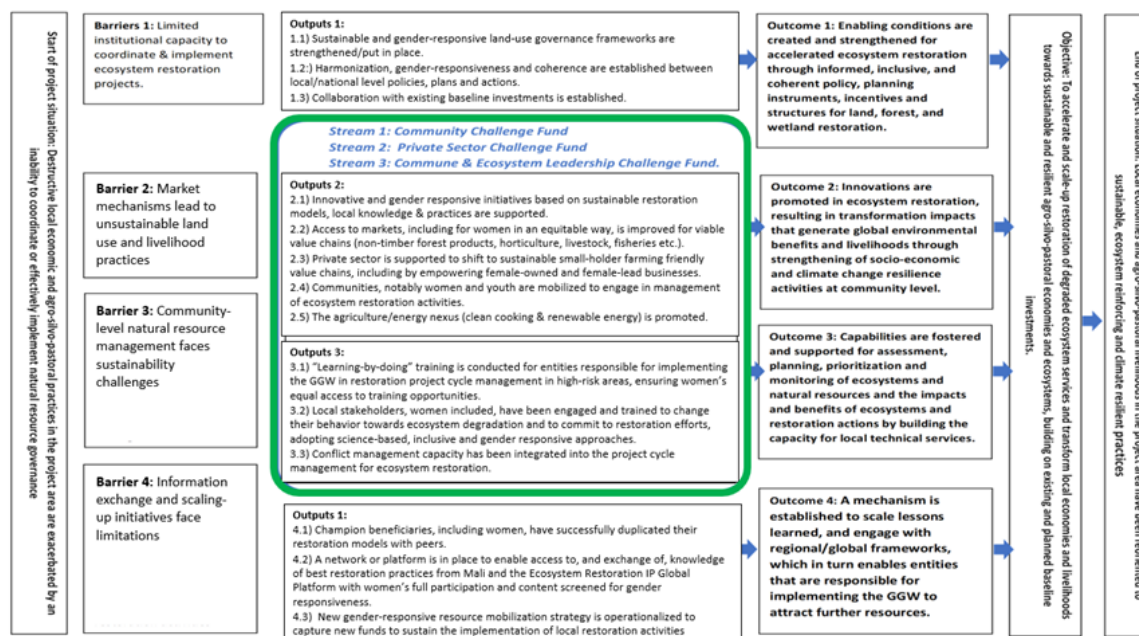 Start of project situation: Destructive local economic and agro-silvo-pastoral practices in the project area are exacerbated by an
inability to coordinate or effectively implement natural resource governance
Barriers 1: Limited
institutional capacity to
coordinate & implement
ecosystem restoration
projects.
Barrier 2: Market
mechanisms lead to
unsustainable land
use and livelihood
practices
Barrier 3: Community-
level natural resource
management faces
sustainability
challenges
Barrier 4: Information
exchange and scaling-
up initiatives face
limitations
Outputs 1:
1.1) Sustainable and gender-responsive land-use governance frameworks are
strengthened/put in place.
1.2:) Harmonization, gender-responsiveness and coherence are established between
local/national level policies, plans and actions.
1.3) Collaboration with existing baseline investments is established.
Stream 1: Community Challenge Fund
Stream 2: Private Sector Challenge Fund
Stream 3: Commune & Ecosystem Leadership Challenge Fund.
Outputs 2:
2.1) Innovative and gender responsive initiatives based on sustainable restoration
models, local knowledge & practices are supported.
2.2) Access to markets, including for women in an equitable way, is improved for viable
value chains (non-timber forest products, horticulture, livestock, fisheries etc.).
2.3) Private sector is supported to shift to sustainable small-holder farming friendly
value chains, including by empowering female-owned and female-lead businesses.
2.4) Communities, notably women and youth are mobilized to engage in management
of ecosystem restoration activities.
2.5) The agriculture/energy nexus (clean cooking & renewable energy) is promoted.
Outputs 3:
3.1) "Learning-by-doing" training is conducted for entities responsible for implementing
the GGW in restoration project cycle management in high-risk areas, ensuring women's
equal access to training opportunities.
3.2) Local stakeholders, women included, have been engaged and trained to change
their behavior towards ecosystem degradation and to commit to restoration efforts,
adopting science-based, inclusive and gender responsive approaches.
3.3) Conflict management capacity has been integrated into the project cycle
management for ecosystem restoration.
Outputs 1:
4.1) Champion beneficiaries, including women, have successfully duplicated their
restoration models with peers.
4.2) A network or platform is in place to enable access to, and exchange of, knowledge
of best restoration practices from Mali and the Ecosystem Restoration IP Global
Platform with women's full participation and content screened for gender
responsiveness.
4.3) New gender-responsive resource mobilization strategy is operationalized to
capture new funds to sustain the implementation of local restoration activities
Outcome 1: Enabling conditions are
created and strengthened for
accelerated ecosystem restoration
through informed, inclusive, and
coherent policy, planning
instruments, incentives and
structures for land, forest, and
wetland restoration.
Outcome 2: Innovations are
promoted in ecosystem restoration,
resulting in transformation impacts
that generate global environmental
benefits and livelihoods through
strengthening of socio-economic
and climate change resilience
activities at community level.
Outcome 3: Capabilities are fostered
and supported for assessment,
planning, prioritization and
monitoring of ecosystems and
natural resources and the impacts
and benefits of ecosystems and
restoration actions by building the
capacity for local technical services.
Outcome 4: A mechanism is
established to scale lessons
learned, and engage with
regional/global frameworks,
which in turn enables entities
that are responsible for
implementing the GGW to
attract further resources.
Objective: To accelerate and scale-up restoration of degraded ecosystem services and transform local economies and livelihoods
towards sustainable and resilient agro-silvo-pastoral economies and ecosystems, building on existing and planned baseline
investments.
sustainable, ecosystem reinforcing and climate resilient practices